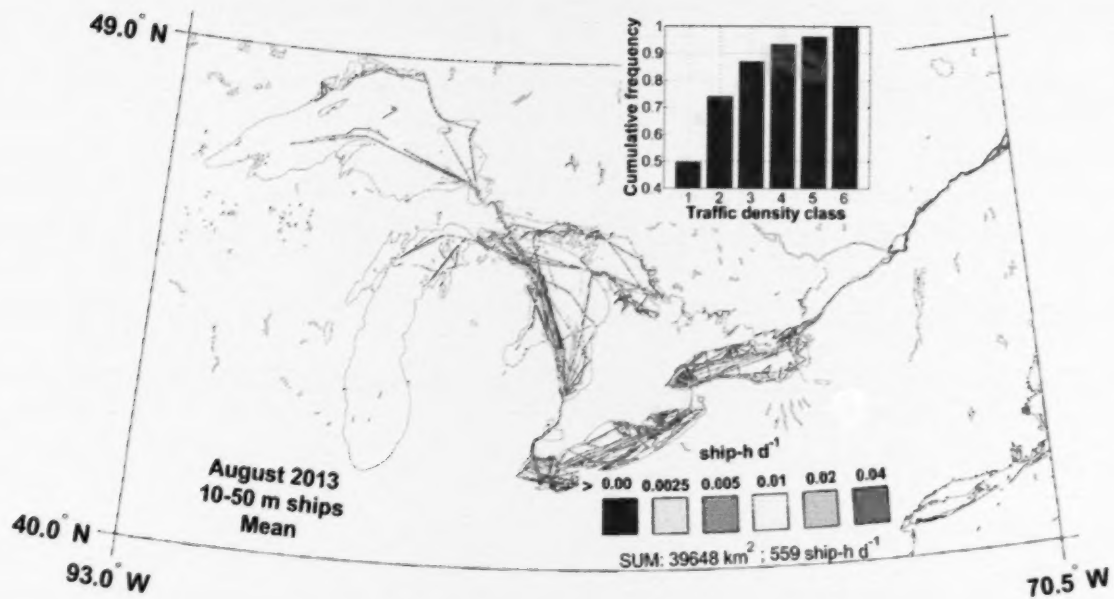 49.0° N
1
0.9
0.8
0.7
0.6
0.5
0.4
Cumulative frequency
1 2 3 4 5 6
Traffic density class
August 2013
10-50 m ships
Mean
ship-h d⁻¹
> 0.00 0.0025 0.005 0.01 0.02 0.04
SUM: 39648 km² ; 559 ship-h d⁻¹
40.0° N
93.0° W
70.5° W